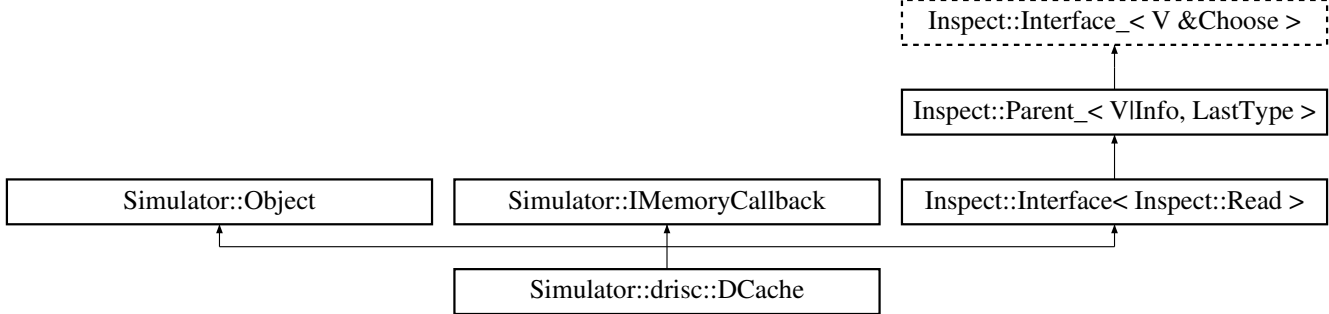 Inspect::Interface_< V &Choose >
Inspect::Parent_< V|Info, LastType >
Simulator::Object
Simulator::IMemoryCallback
Inspect::Interface< Inspect::Read >
Simulator::drisc::DCache